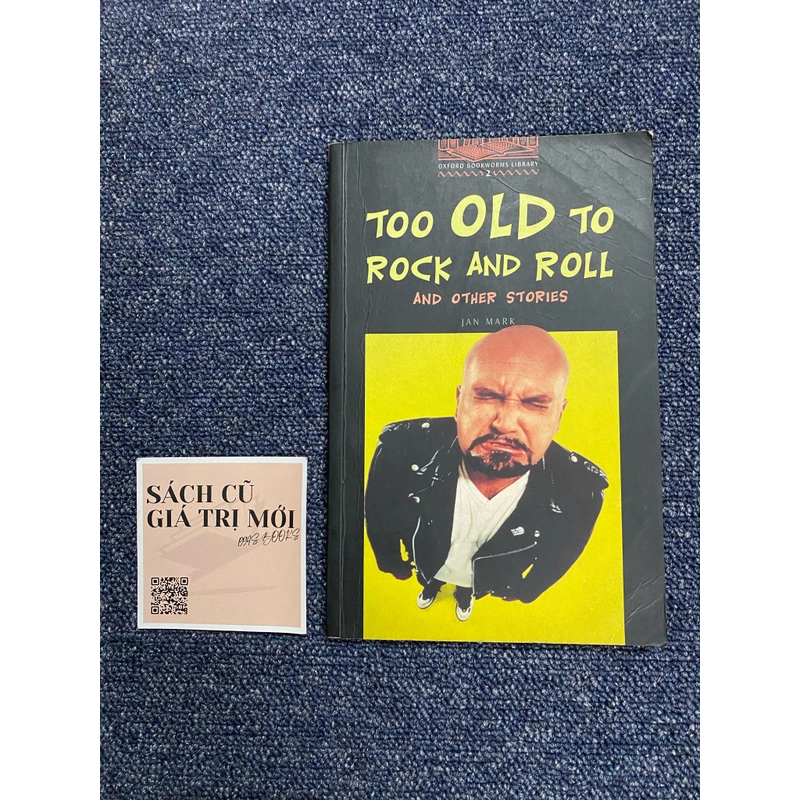 OXFORD BOOKWORMS LIBRARY
2
TOO OLD TO
ROCK AND ROLL
AND OTHER STORIES
JAN MARK
SÁCH CŨ
GIÁ TRỊ MỚI